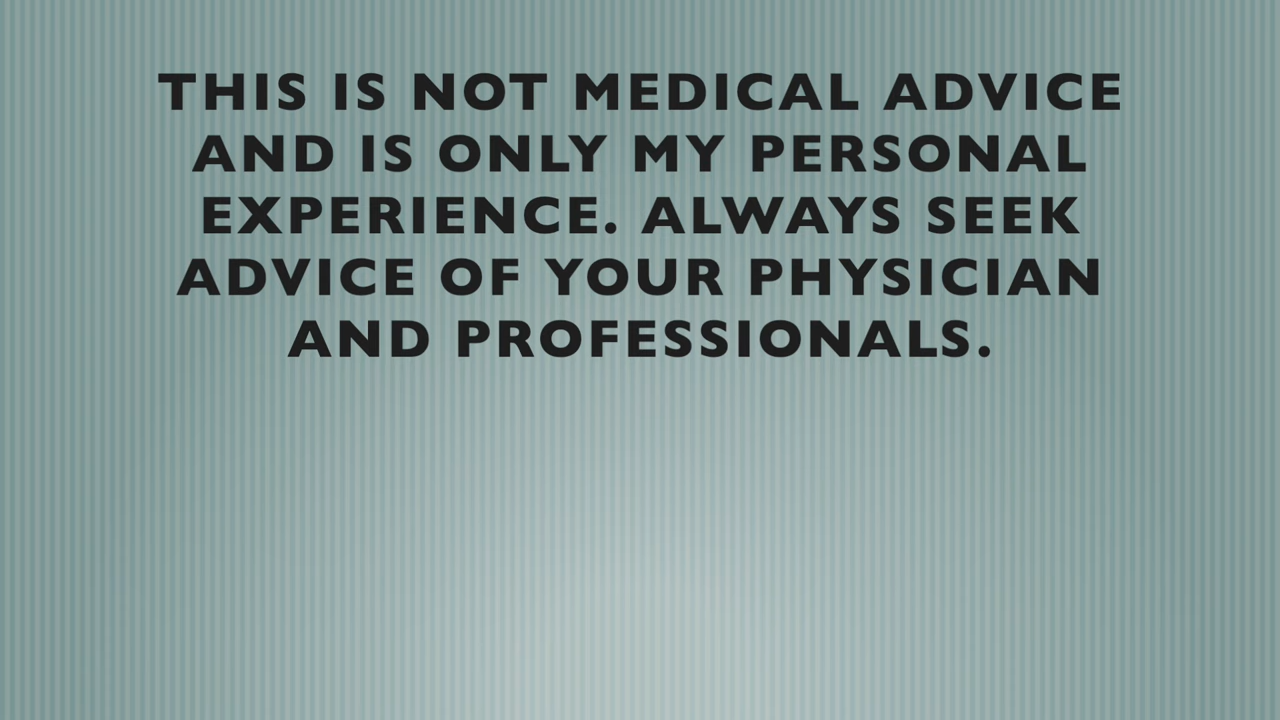 THIS IS NOT MEDICAL ADVICE
AND IS ONLY MY PERSONAL
EXPERIENCE. ALWAYS SEEK
ADVICE OF YOUR PHYSICIAN
AND PROFESSIONALS.